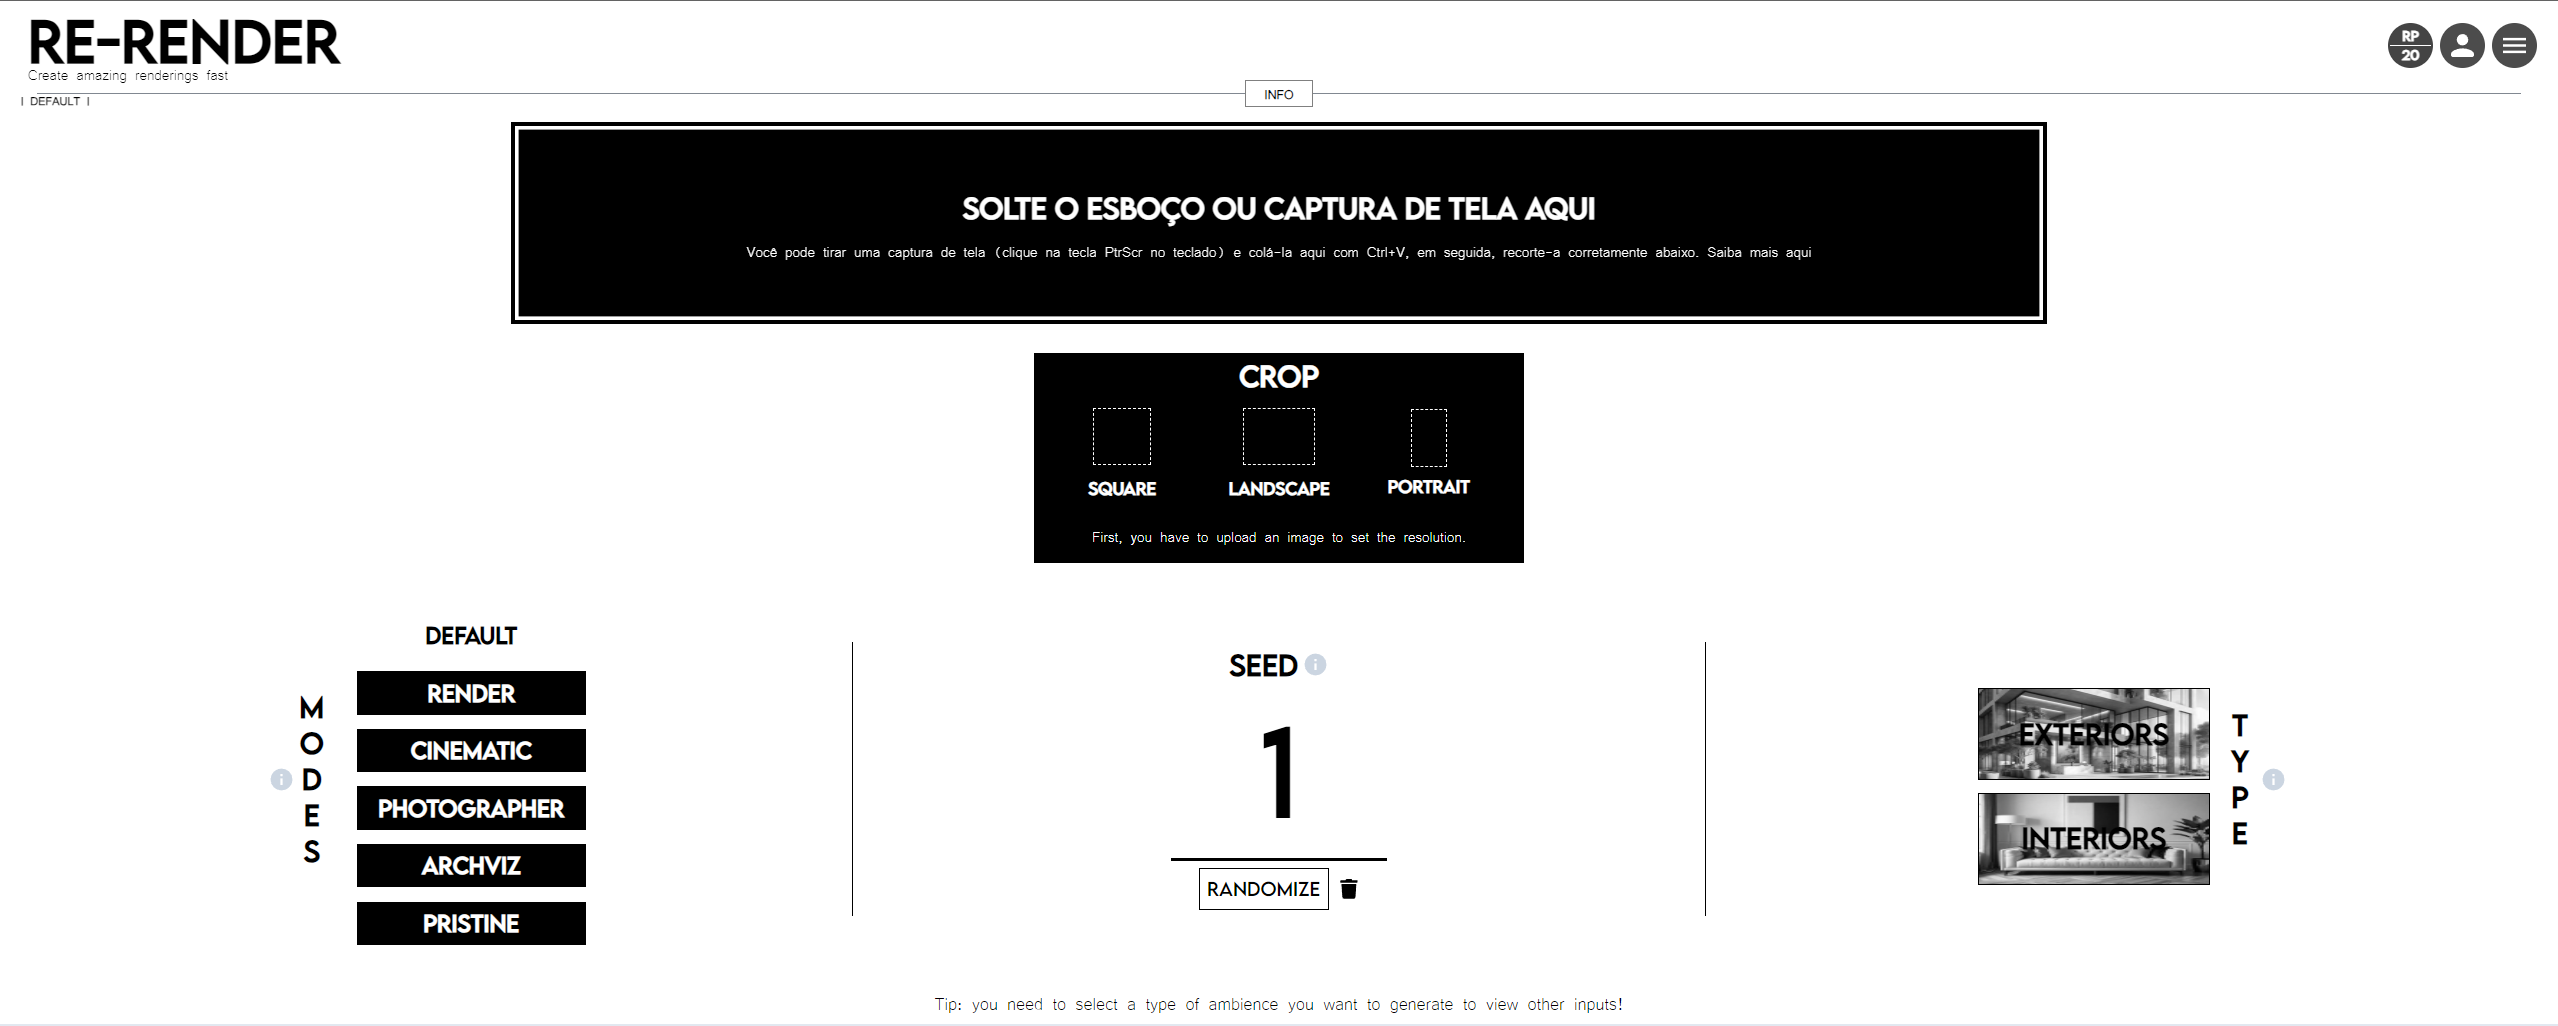 RE-RENDER
Create amazing renderings fast
RP
20
| DEFAULT |
INFO
SOLTE O ESBOÇO OU CAPTURA DE TELA AQUI
Você pode tirar uma captura de tela (clique na tecla PtrScr no teclado) e colá-la aqui com Ctrl+V, em seguida, recorte-a corretamente abaixo. Saiba mais aqui
CROP
SQUARE
LANDSCAPE
PORTRAIT
First, you have to upload an image to set the resolution.
MODES
DEFAULT
RENDER
CINEMATIC
PHOTOGRAPHER
ARCHVIZ
PRISTINE
SEED
1
RANDOMIZE
EXTERIORS
INTERIORS
TYPE
Tip: you need to select a type of ambience you want to generate to view other inputs!